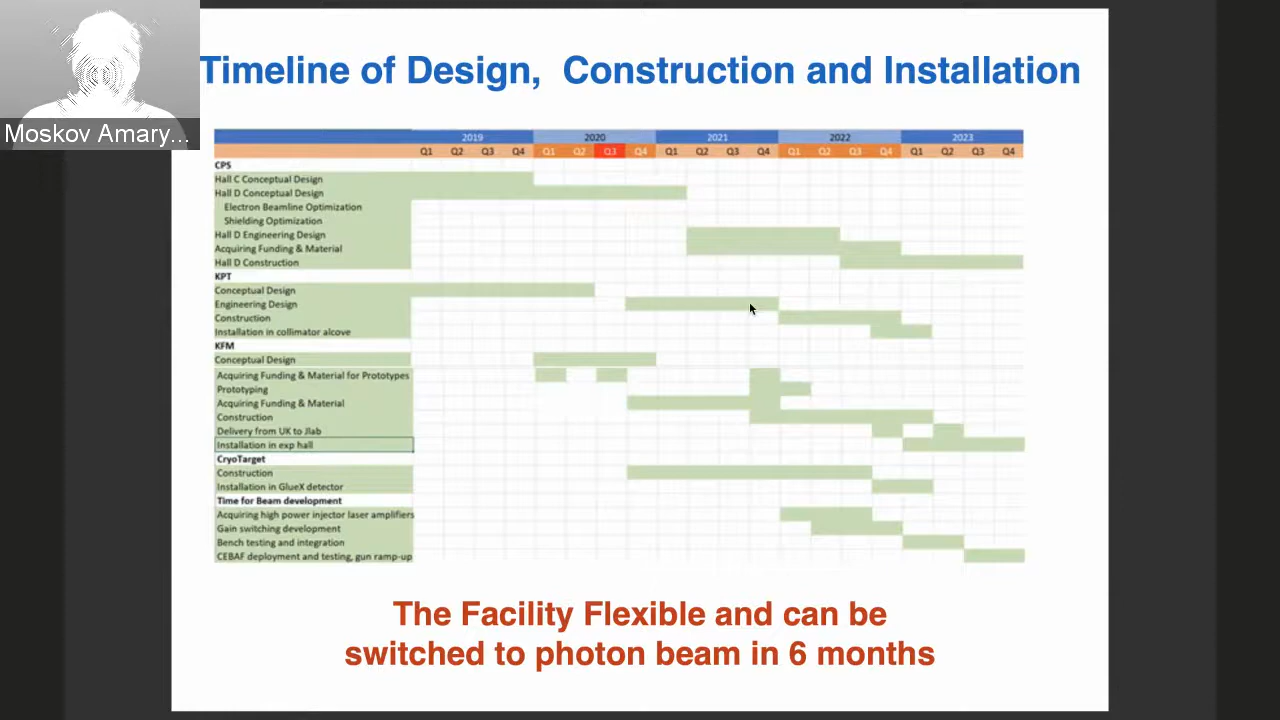 Moskov Amary...
Timeline of Design, Construction and Installation
2019 2020 2021 2022 2023
Q1 Q2 Q3 Q4 Q1 Q2 Q3 Q4 Q1 Q2 Q3 Q4 Q1 Q2 Q3 Q4 Q1 Q2 Q3 Q4
CPS
Hall C Conceptual Design
Hall D Conceptual Design
Electron Beamline Optimization
Shielding Optimization
Hall D Engineering Design
Acquiring Funding & Material
Hall D Construction
KPT
Conceptual Design
Engineering Design
Construction
Installation in collimator alcove
KFM
Conceptual Design
Acquiring Funding & Material for Prototypes
Prototyping
Acquiring Funding & Material
Construction
Delivery from UK to Jlab
Installation in exp hall
CryoTarget
Construction
Installation in GlueX detector
Time for Beam development
Acquiring high power injector laser amplifiers
Gain switching development
Bench testing and integration
CEBAF deployment and testing, gun ramp-up
The Facility Flexible and can be
switched to photon beam in 6 months